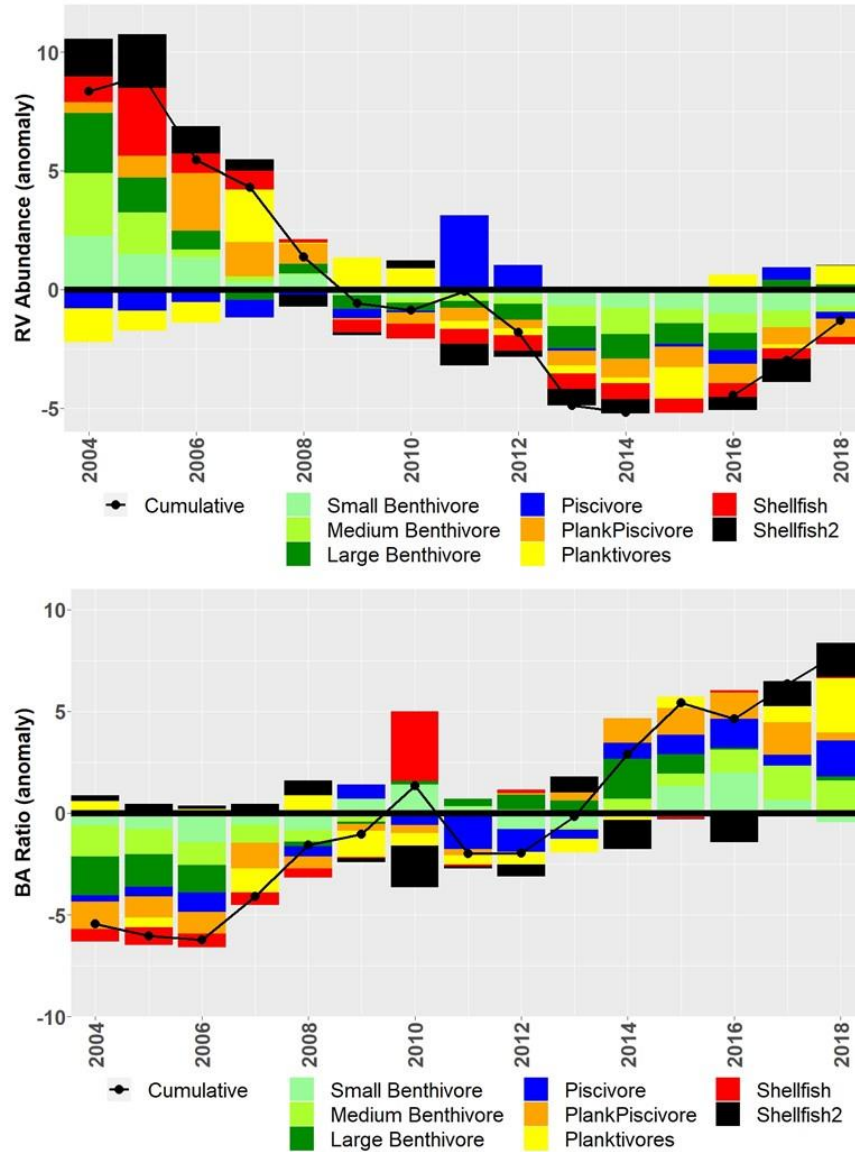 RV Abundance (anomaly)
10
5
0
-5
2004
2006
2008
2010
2012
2014
2016
2018
Cumulative
Small Benthivore
Piscivore
Shellfish
Medium Benthivore
PlankPiscivore
Shellfish2
Large Benthivore
Planktivores
BA Ratio (anomaly)
10
5
0
-5
-10
2004
2006
2008
2010
2012
2014
2016
2018
Cumulative
Small Benthivore
Piscivore
Shellfish
Medium Benthivore
PlankPiscivore
Shellfish2
Large Benthivore
Planktivores